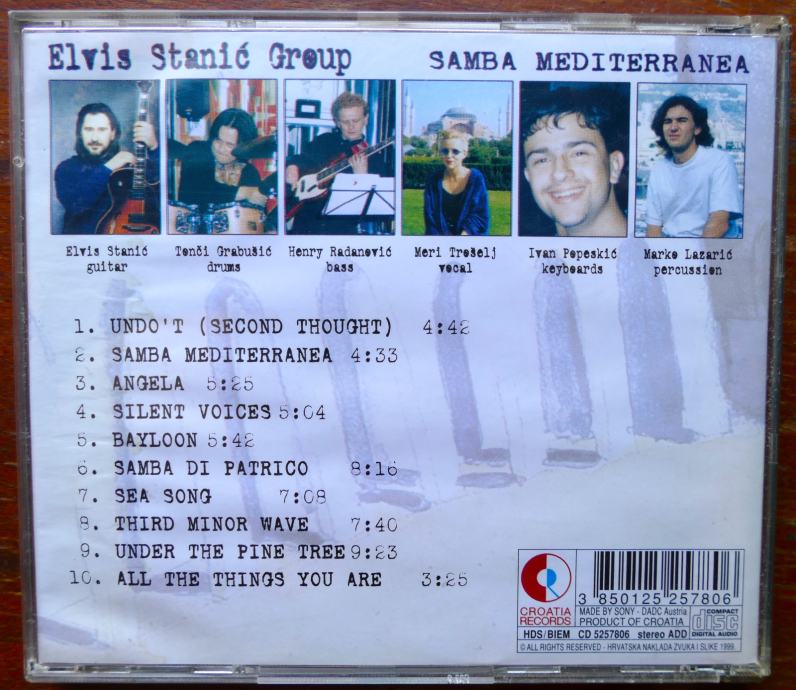 Elvis Stanić Group
SAMBA MEDITERRANEA
Elvis Stanić
guitar
Tonči Grabušić
drums
Henry Radanović
bass
Meri Trošelj
vocal
Ivan Popeskić
keyboards
Marko Lazarić
percussion
1. UNDO'T (SECOND THOUGHT) 4:42
2. SAMBA MEDITERRANEA 4:33
3. ANGELA 5:25
4. SILENT VOICES 5:04
5. BAYLOON 5:42
6. SAMBA DI PATRICO 8:16
7. SEA SONG 7:08
8. THIRD MINOR WAVE 7:40
9. UNDER THE PINE TREE 9:23
10. ALL THE THINGS YOU ARE 3:25
CROATIA
RECORDS
3 850125 257806
MADE BY SONY - DADC Austria
PRODUCT OF CROATIA
COMPACT
disc
DIGITAL AUDIO
HDS/BIEM CD 5257806 stereo ADD
© ALL RIGHTS RESERVED - HRVATSKA NAKLADA ZVUKA I SLIKE 1999.